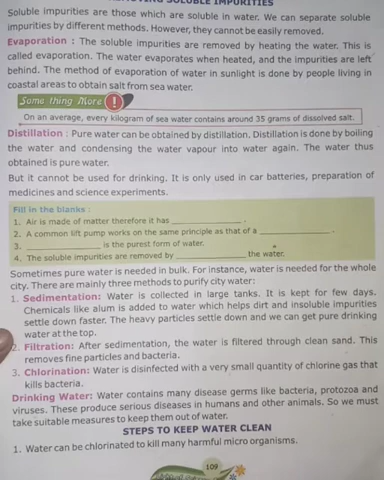 SOLUBLE IMPURITIES
Soluble impurities are those which are soluble in water. We can separate soluble
impurities by different methods. However, they cannot be easily removed.
Evaporation : The soluble impurities are removed by heating the water. This is
called evaporation. The water evaporates when heated, and the impurities are left
behind. The method of evaporation of water in sunlight is done by people living in
coastal areas to obtain salt from sea water.
Some thing More !
On an average, every kilogram of sea water contains around 35 grams of dissolved salt.
Distillation : Pure water can be obtained by distillation. Distillation is done by boiling
the water and condensing the water vapour into water again. The water thus
obtained is pure water.
But it cannot be used for drinking. It is only used in car batteries, preparation of
medicines and science experiments.
Fill in the blanks :
1. Air is made of matter therefore it has ____________ .
2. A common lift pump works on the same principle as that of a ____________ .
3. ____________ is the purest form of water.
4. The soluble impurities are removed by ____________ the water.
Sometimes pure water is needed in bulk. For instance, water is needed for the whole
city. There are mainly three methods to purify city water:
1. Sedimentation: Water is collected in large tanks. It is kept for few days.
Chemicals like alum is added to water which helps dirt and insoluble impurities
settle down faster. The heavy particles settle down and we can get pure drinking
water at the top.
2. Filtration: After sedimentation, the water is filtered through clean sand. This
removes fine particles and bacteria.
3. Chlorination: Water is disinfected with a very small quantity of chlorine gas that
kills bacteria.
Drinking Water: Water contains many disease germs like bacteria, protozoa and
viruses. These produce serious diseases in humans and other animals. So we must
take suitable measures to keep them out of water.
STEPS TO KEEP WATER CLEAN
1. Water can be chlorinated to kill many harmful micro organisms.
109